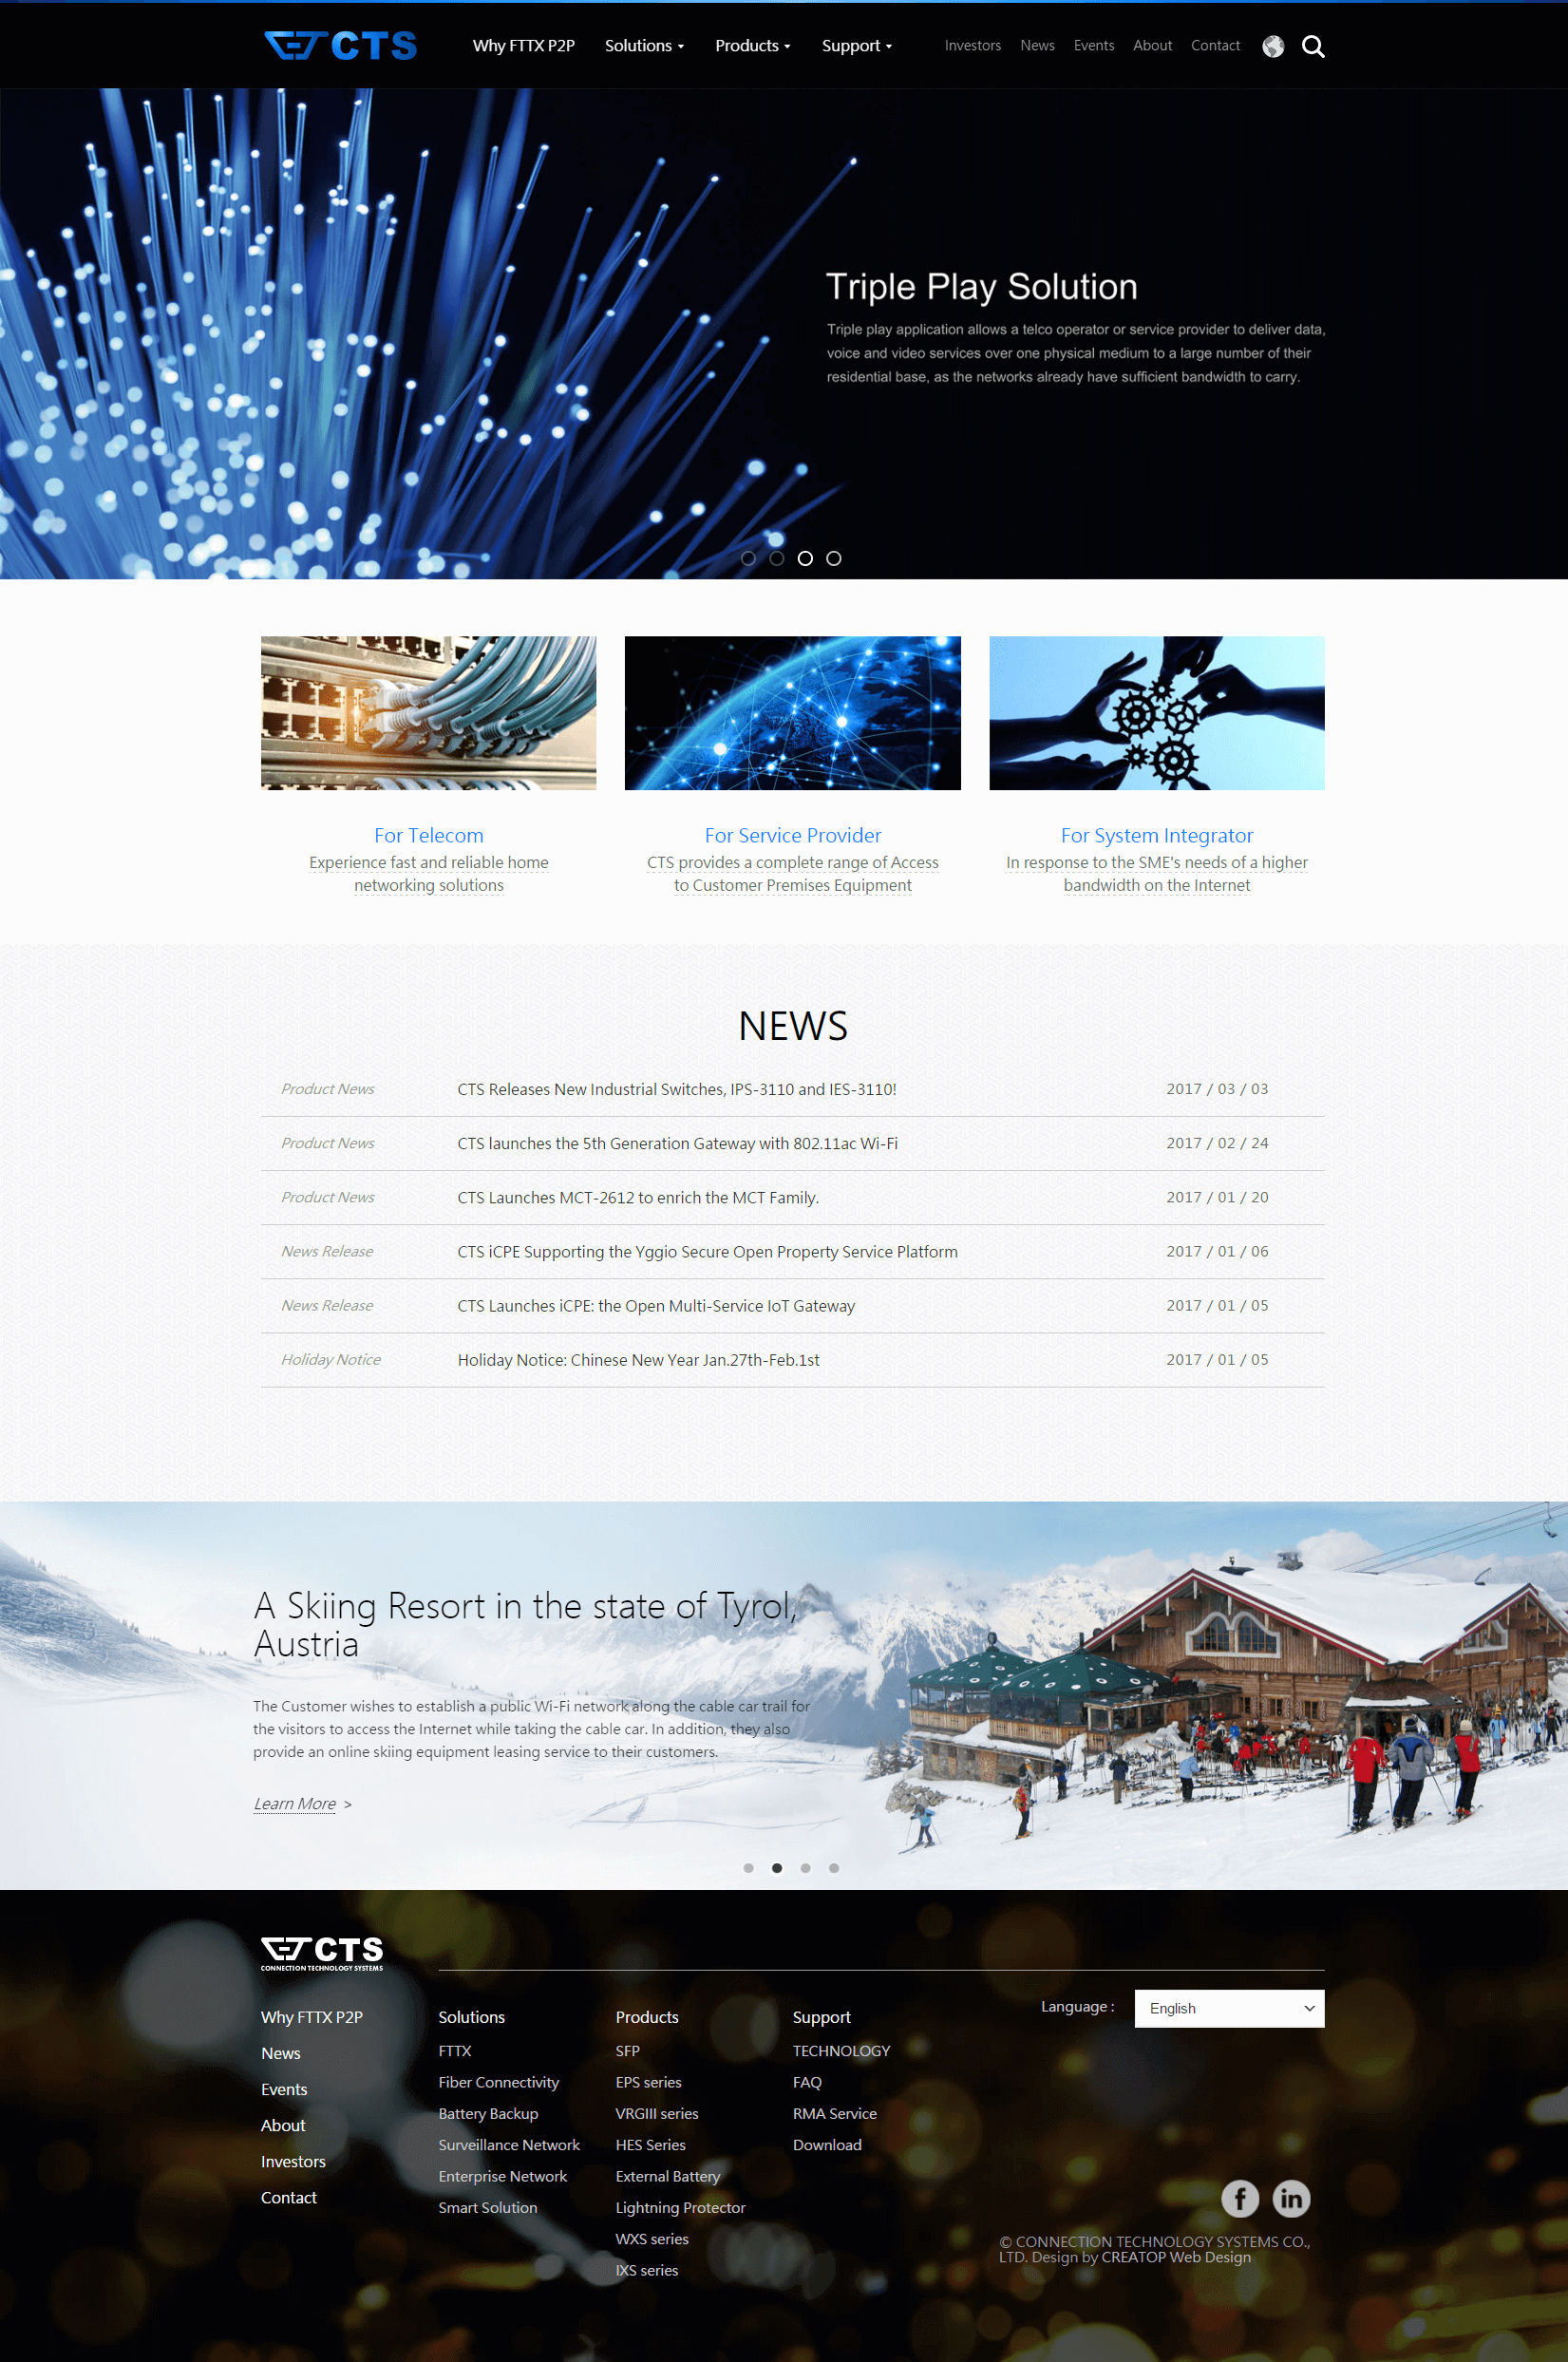 CTS
Why FTTX P2P
Solutions
Products
Support
Investors
News
Events
About
Contact
Triple Play Solution
Triple play application allows a telco operator or service provider to deliver data,
voice and video services over one physical medium to a large number of their
residential base, as the networks already have sufficient bandwidth to carry.
For Telecom
Experience fast and reliable home
networking solutions
For Service Provider
CTS provides a complete range of Access
to Customer Premises Equipment
For System Integrator
In response to the SME's needs of a higher
bandwidth on the Internet
NEWS
Product News CTS Releases New Industrial Switches, IPS-3110 and IES-3110! 2017 / 03 / 03
Product News CTS launches the 5th Generation Gateway with 802.11ac Wi-Fi 2017 / 02 / 24
Product News CTS Launches MCT-2612 to enrich the MCT Family. 2017 / 01 / 20
News Release CTS iCPE Supporting the Yggio Secure Open Property Service Platform 2017 / 01 / 06
News Release CTS Launches iCPE: the Open Multi-Service IoT Gateway 2017 / 01 / 05
Holiday Notice Holiday Notice: Chinese New Year Jan.27th-Feb.1st 2017 / 01 / 05
A Skiing Resort in the state of Tyrol,
Austria
The Customer wishes to establish a public Wi-Fi network along the cable car trail for
the visitors to access the Internet while taking the cable car. In addition, they also
provide an online skiing equipment leasing service to their customers.
Learn More >
CTS
CONNECTION TECHNOLOGY SYSTEMS
Why FTTX P2P
News
Events
About
Investors
Contact
Solutions
FTTX
Fiber Connectivity
Battery Backup
Surveillance Network
Enterprise Network
Smart Solution
Products
SFP
EPS series
VRGIII series
HES Series
External Battery
Lightning Protector
WXS series
IXS series
Support
TECHNOLOGY
FAQ
RMA Service
Download
Language :
English
f
in
© CONNECTION TECHNOLOGY SYSTEMS CO.,
LTD. Design by CREATOP Web Design